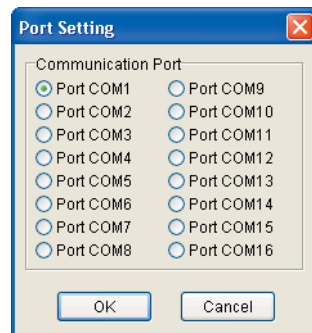 Port Setting
Communication Port
Port COM1
Port COM2
Port COM3
Port COM4
Port COM5
Port COM6
Port COM7
Port COM8
Port COM9
Port COM10
Port COM11
Port COM12
Port COM13
Port COM14
Port COM15
Port COM16
OK
Cancel